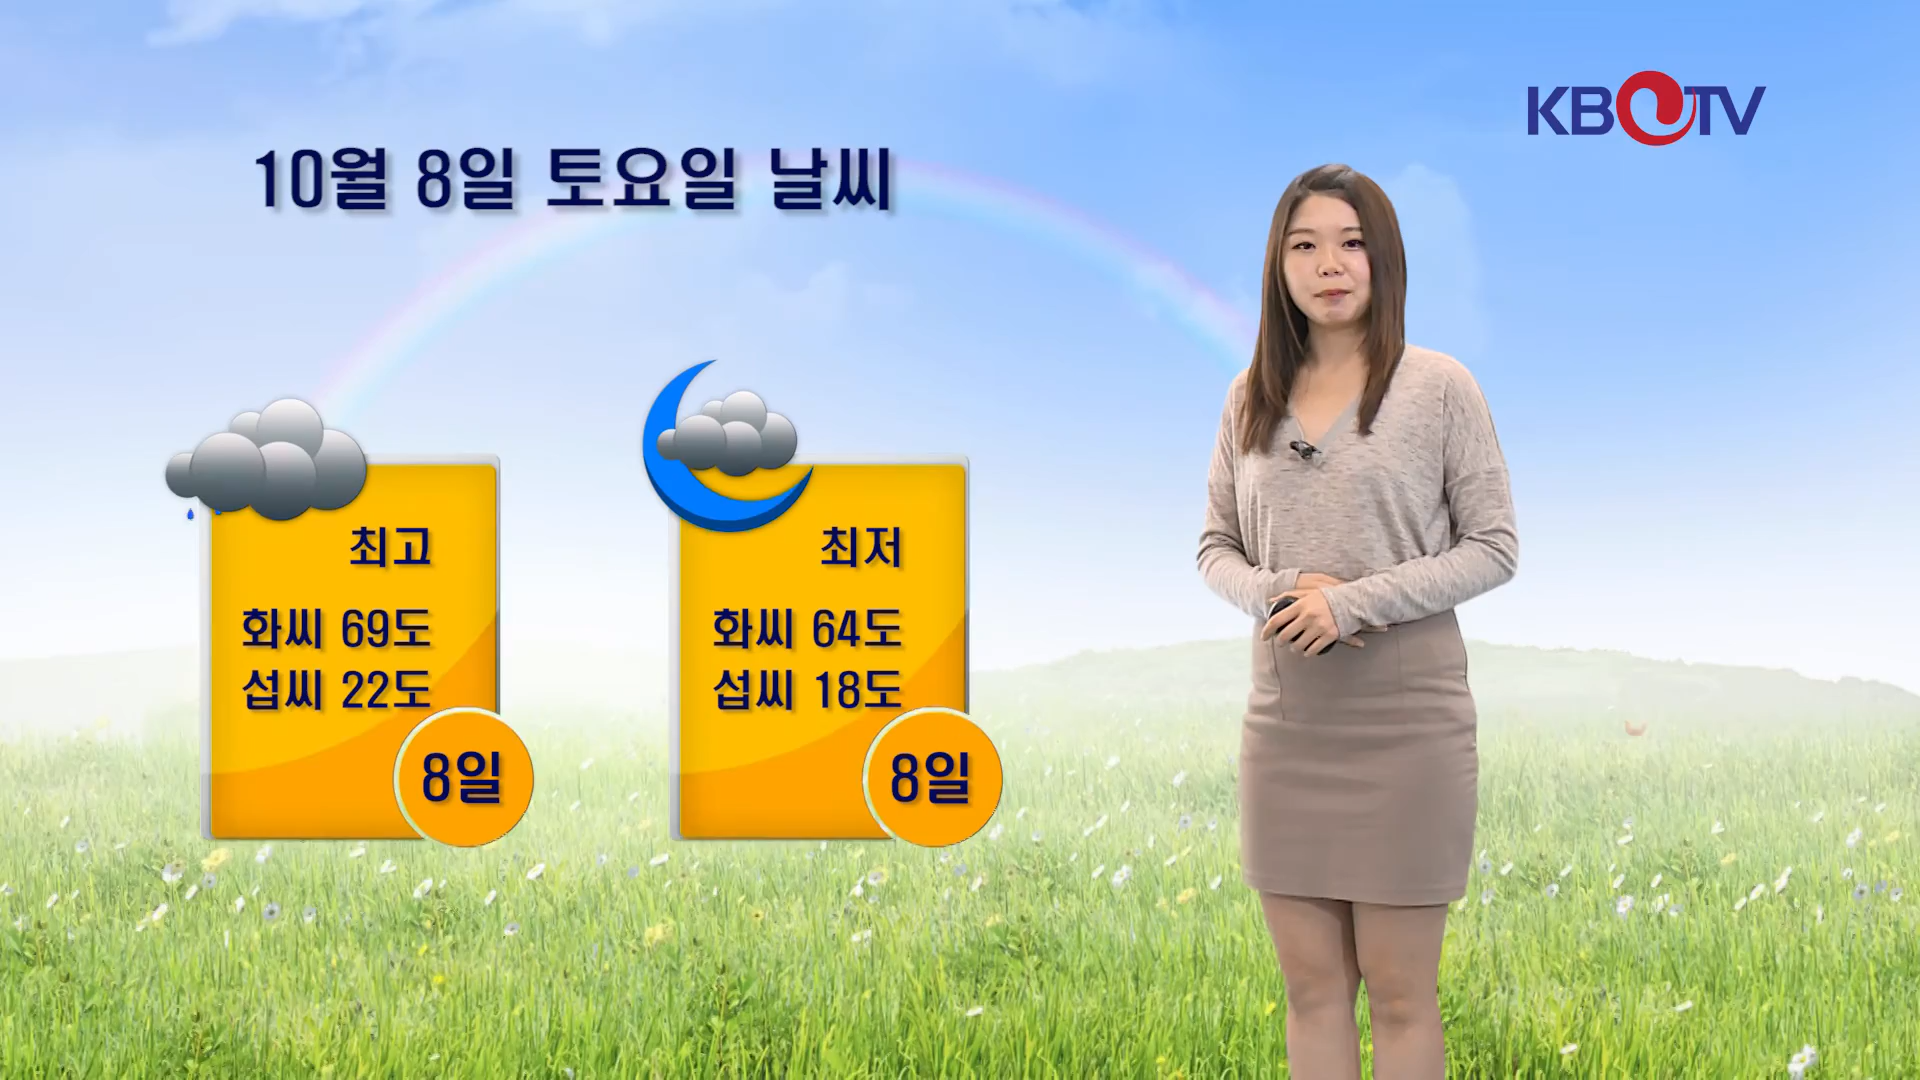 KBTV
10월 8일 토요일 날씨
최고
화씨 69도
섭씨 22도
8일
최저
화씨 64도
섭씨 18도
8일